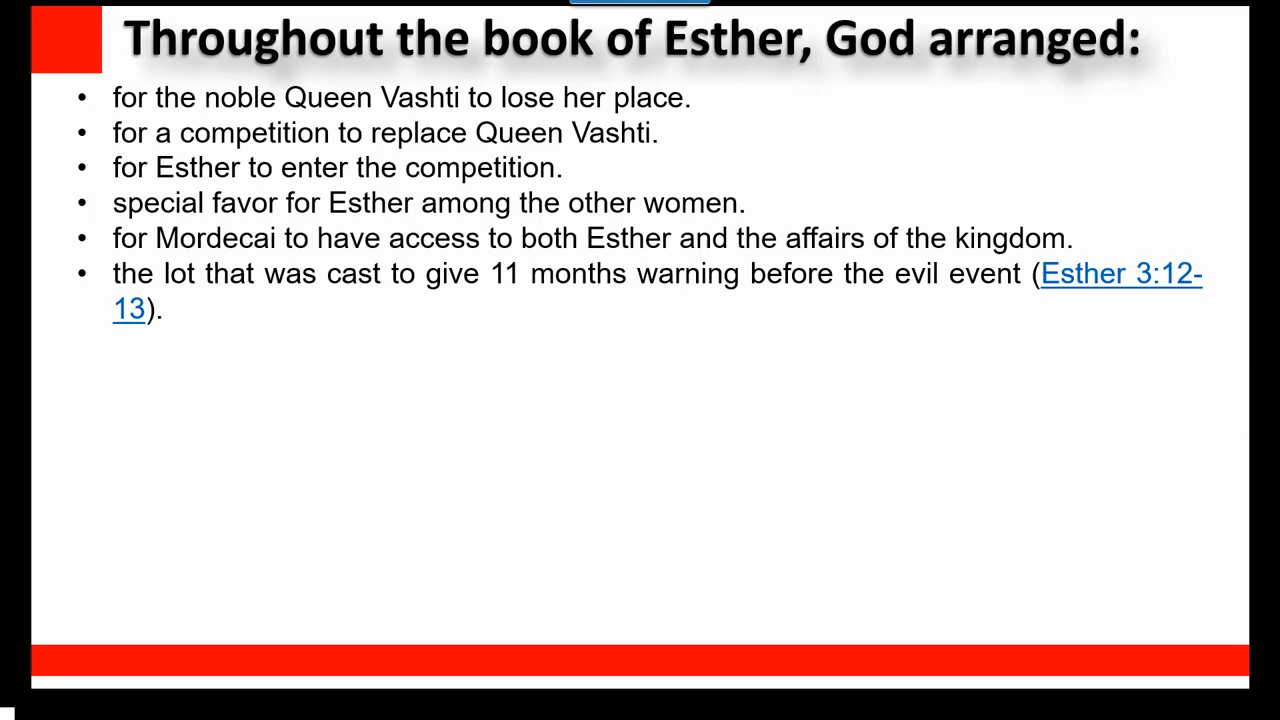 Throughout the book of Esther, God arranged:
• for the noble Queen Vashti to lose her place.
• for a competition to replace Queen Vashti.
• for Esther to enter the competition.
• special favor for Esther among the other women.
• for Mordecai to have access to both Esther and the affairs of the kingdom.
• the lot that was cast to give 11 months warning before the evil event (Esther 3:12-
13).